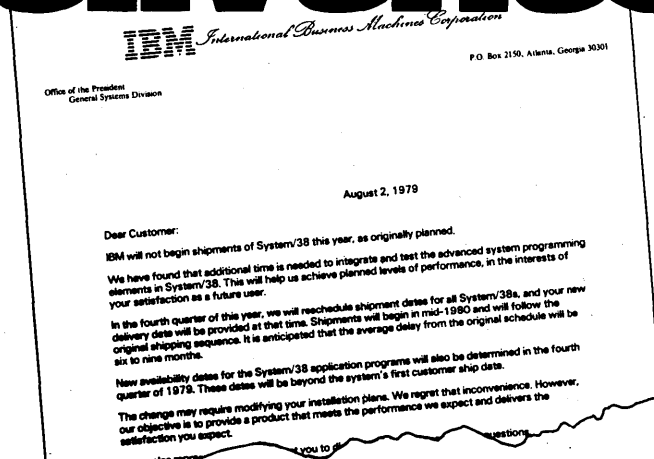 IBM International Business Machines Corporation
P.O. Box 2150, Atlanta, Georgia 30301
Office of the President
General Systems Division
August 2, 1979
Dear Customer:
IBM will not begin shipments of System/38 this year, as originally planned.
We have found that additional time is needed to integrate and test the advanced system programming
elements in System/38. This will help us achieve planned levels of performance, in the interests of
your satisfaction as a future user.
In the fourth quarter of this year, we will reschedule shipment dates for all System/38s, and your new
delivery date will be provided at that time. Shipments will begin in mid-1980 and will follow the
original shipping sequence. It is anticipated that the average delay from the original schedule will be
six to nine months.
New availability dates for the System/38 application programs will also be determined in the fourth
quarter of 1979. These dates will be beyond the system's first customer ship date.
The change may require modifying your installation plans. We regret that inconvenience. However,
our objective is to provide a product that meets the performance we expect and delivers the
satisfaction you expect.
you to